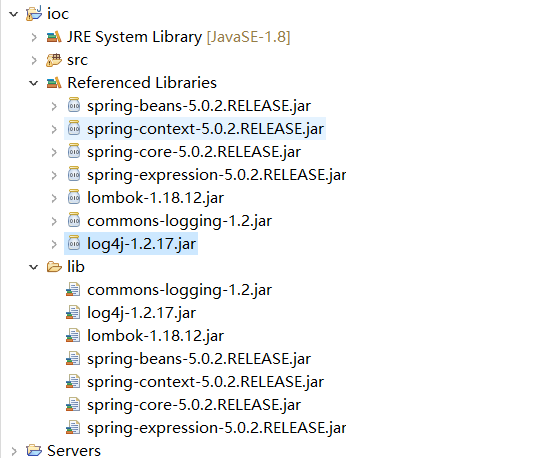 ioc
JRE System Library [JavaSE-1.8]
src
Referenced Libraries
spring-beans-5.0.2.RELEASE.jar
spring-context-5.0.2.RELEASE.jar
spring-core-5.0.2.RELEASE.jar
spring-expression-5.0.2.RELEASE.jar
lombok-1.18.12.jar
commons-logging-1.2.jar
log4j-1.2.17.jar
lib
commons-logging-1.2.jar
log4j-1.2.17.jar
lombok-1.18.12.jar
spring-beans-5.0.2.RELEASE.jar
spring-context-5.0.2.RELEASE.jar
spring-core-5.0.2.RELEASE.jar
spring-expression-5.0.2.RELEASE.jar
Servers